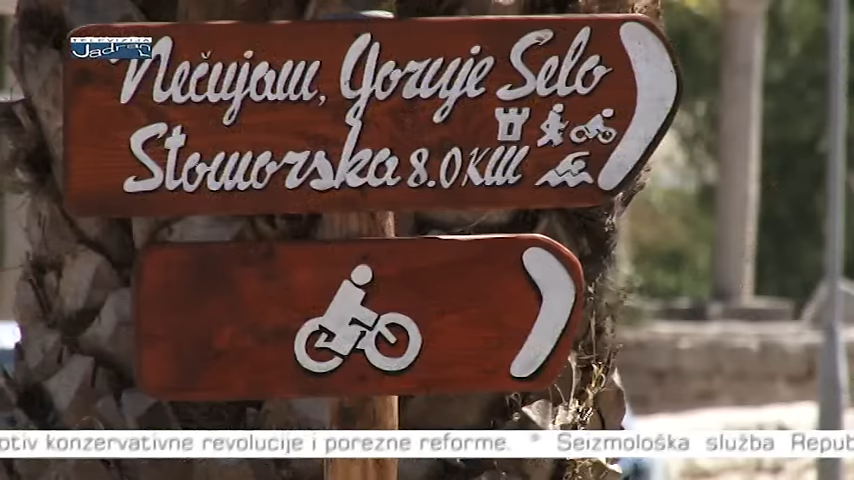 TELEVIZIJA
Jadran
Nečujam, Gornje Selo
Stomorska 8.0 KM
otiv konzervativne revolucije i porezne reforme. * Seizmološka služba Repub